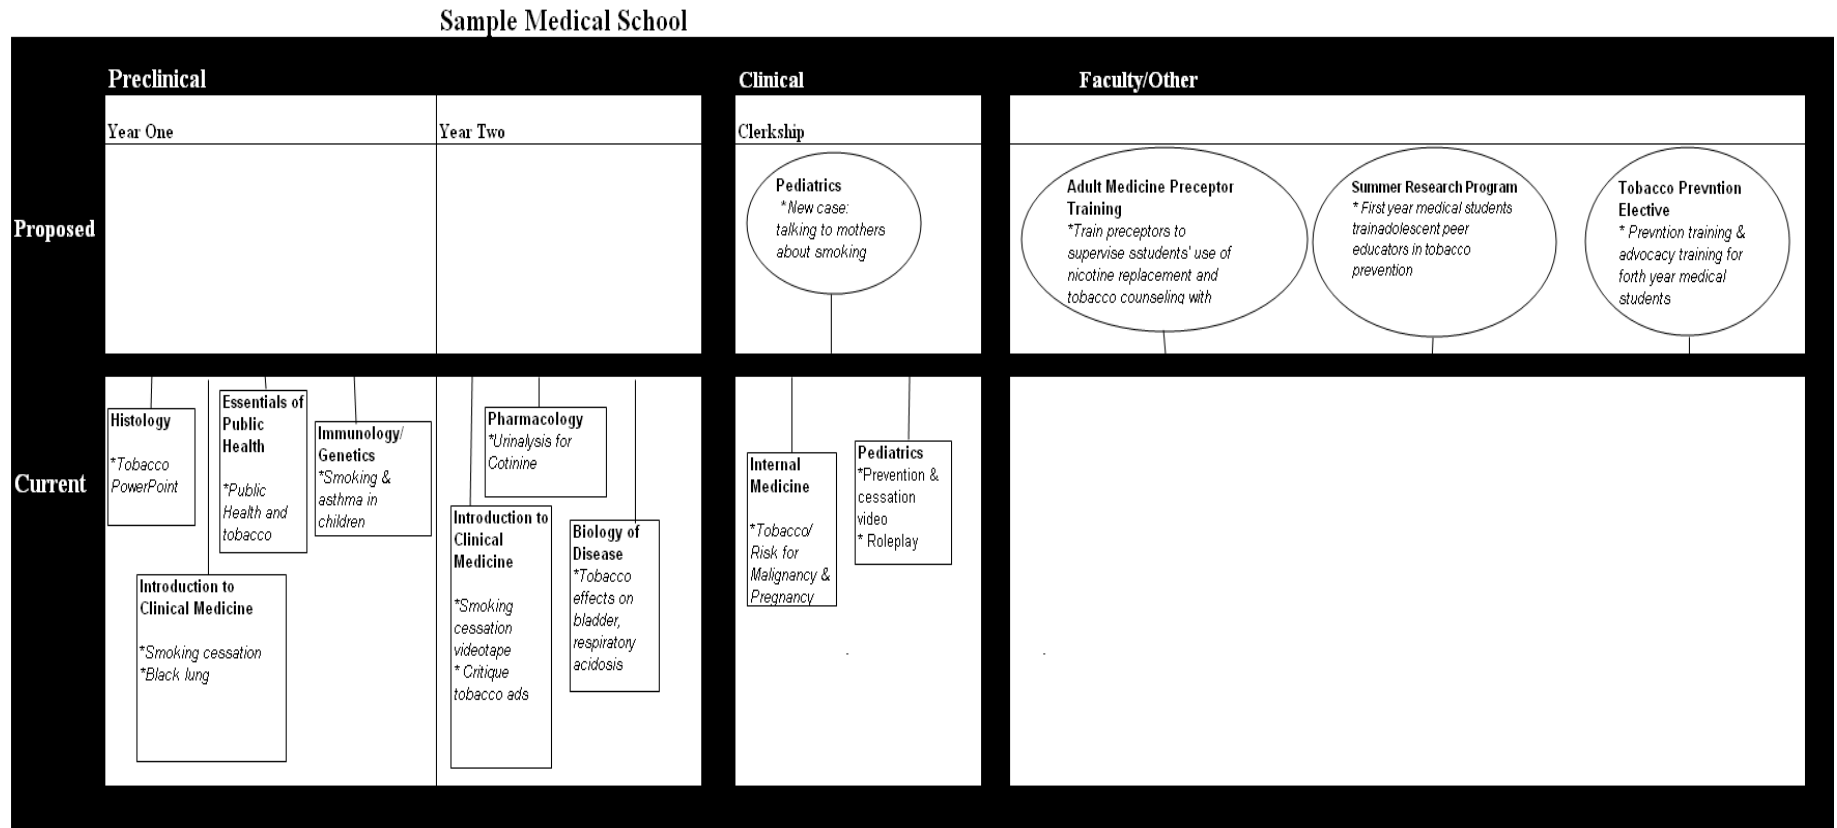 Sample Medical School
Preclinical
Clinical
Faculty/Other
Year One
Year Two
Clerkship
Proposed
Pediatrics
*New case:
talking to mothers
about smoking
Adult Medicine Preceptor
Training
*Train preceptors to
supervise sstudents' use of
nicotine replacement and
tobacco counseling with
Summer Research Program
* First year medical students
trainadolescent peer
educators in tobacco
prevention
Tobacco Prevntion
Elective
* Prevntion training &
advocacy training for
forth year medical
students
Current
Histology
*Tobacco
PowerPoint
Essentials of
Public
Health
*Public
Health and
tobacco
Immunology/
Genetics
*Smoking &
asthma in
children
Introduction to
Clinical Medicine
*Smoking cessation
*Black lung
Pharmacology
*Urinalysis for
Cotinine
Introduction to
Clinical
Medicine
*Smoking
cessation
videotape
* Critique
tobacco ads
Biology of
Disease
*Tobacco
effects on
bladder,
respiratory
acidosis
Internal
Medicine
*Tobacco/
Risk for
Malignancy &
Pregnancy
Pediatrics
*Prevention &
cessation
video
* Roleplay